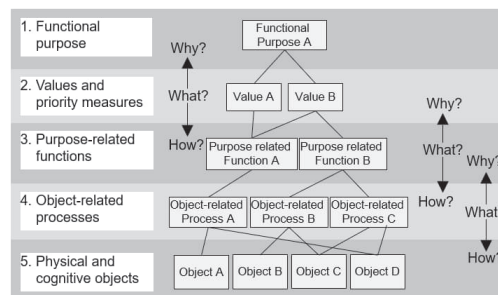 1. Functional
purpose
Why?
Functional
Purpose A
2. Values and
priority measures
What?
Value A
Value B
Why?
3. Purpose-related
functions
How?
Purpose related
Function A
Purpose related
Function B
What?
Why?
4. Object-related
processes
Object-related
Process A
Object-related
Process B
Object-related
Process C
How?
What
5. Physical and
cognitive objects
Object A
Object B
Object C
Object D
How?